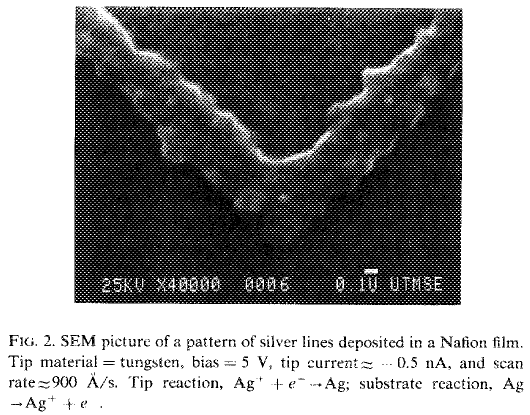 25KV X40000 0006 0.1U UTMSE
FIG. 2. SEM picture of a pattern of silver lines deposited in a Nafion film.
Tip material = tungsten, bias = 5 V, tip current ≈ − 0.5 nA, and scan
rate ≈ 900 Å/s. Tip reaction, Ag⁺ + e⁻ → Ag; substrate reaction, Ag
→ Ag⁺ + e .